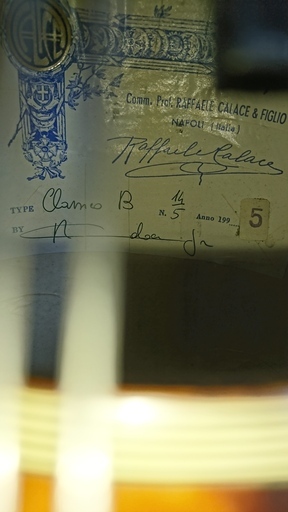 Comm. Prof. RAFFAELE CALACE & FIGLIO
NAPOLI (Italia)
Raffaele Calace
TYPE Classico B N. 14/5 Anno 199 5
BY